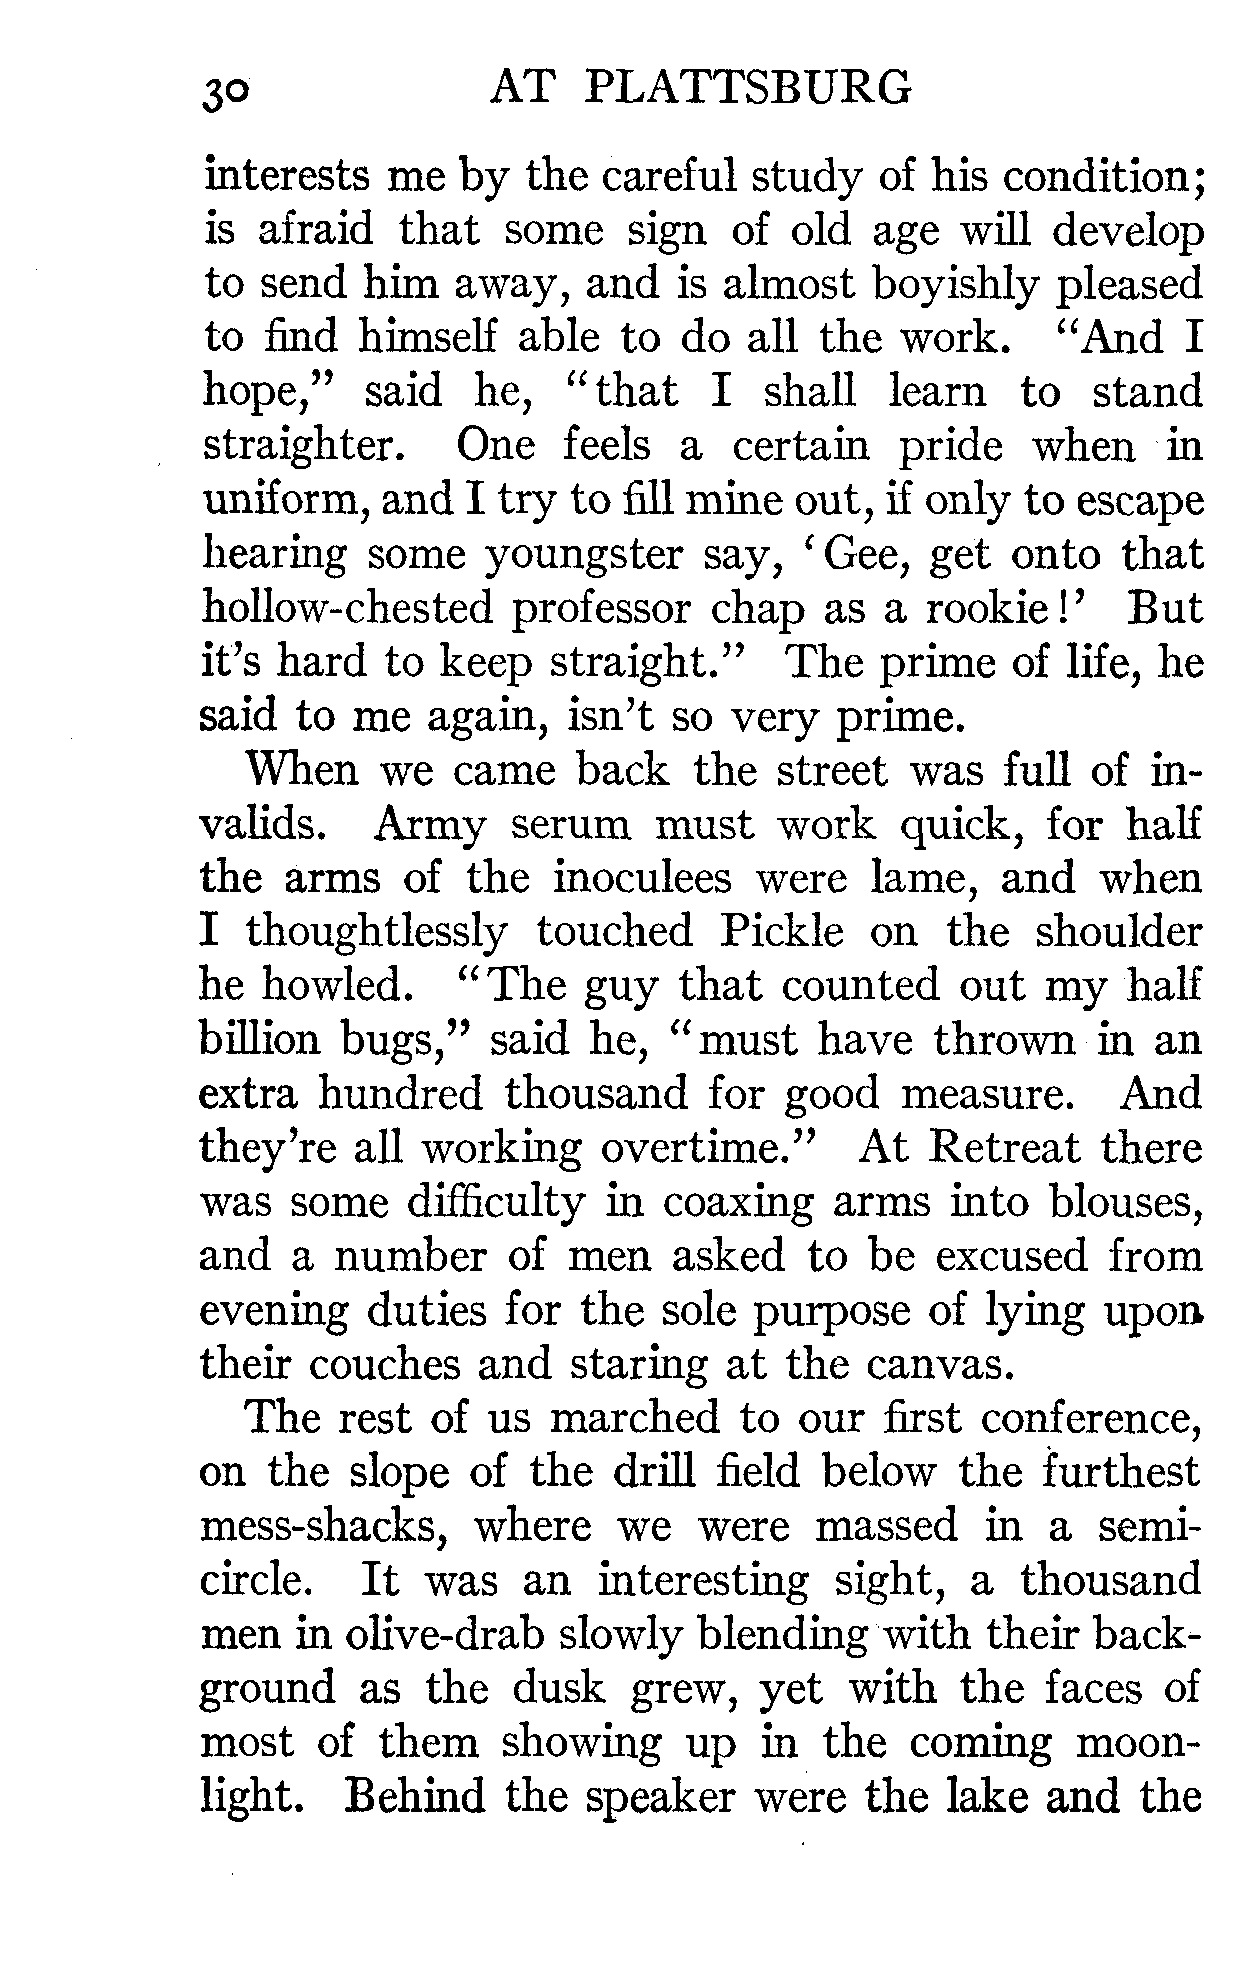 30 AT PLATTSBURG
interests me by the careful study of his condition;
is afraid that some sign of old age will develop
to send him away, and is almost boyishly pleased
to find himself able to do all the work. "And I
hope," said he, "that I shall learn to stand
straighter. One feels a certain pride when in
uniform, and I try to fill mine out, if only to escape
hearing some youngster say, 'Gee, get onto that
hollow-chested professor chap as a rookie!' But
it's hard to keep straight." The prime of life, he
said to me again, isn't so very prime.
When we came back the street was full of in-
valids. Army serum must work quick, for half
the arms of the inoculees were lame, and when
I thoughtlessly touched Pickle on the shoulder
he howled. "The guy that counted out my half
billion bugs," said he, "must have thrown in an
extra hundred thousand for good measure. And
they're all working overtime." At Retreat there
was some difficulty in coaxing arms into blouses,
and a number of men asked to be excused from
evening duties for the sole purpose of lying upon
their couches and staring at the canvas.
The rest of us marched to our first conference,
on the slope of the drill field below the furthest
mess-shacks, where we were massed in a semi-
circle. It was an interesting sight, a thousand
men in olive-drab slowly blending with their back-
ground as the dusk grew, yet with the faces of
most of them showing up in the coming moon-
light. Behind the speaker were the lake and the